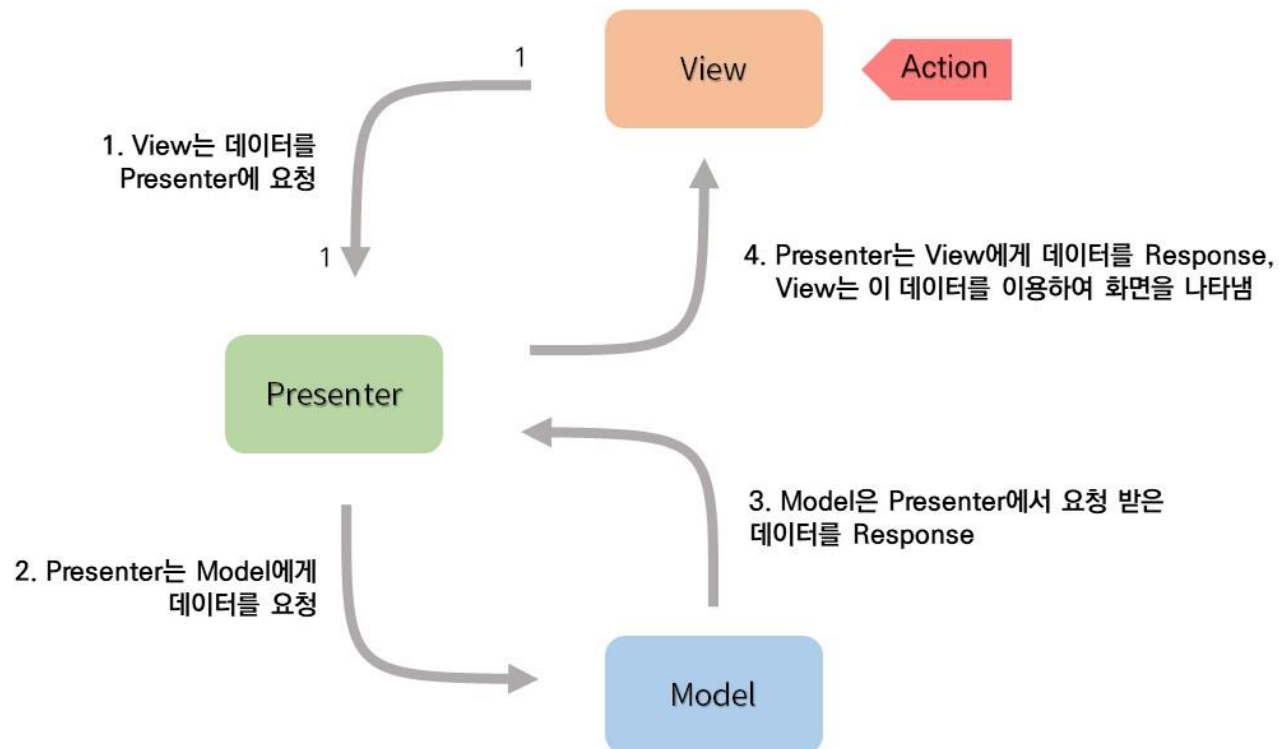 View
Action
1
1. View는 데이터를
Presenter에 요청
1
4. Presenter는 View에게 데이터를 Response,
View는 이 데이터를 이용하여 화면을 나타냄
Presenter
3. Model은 Presenter에서 요청 받은
데이터를 Response
2. Presenter는 Model에게
데이터를 요청
Model